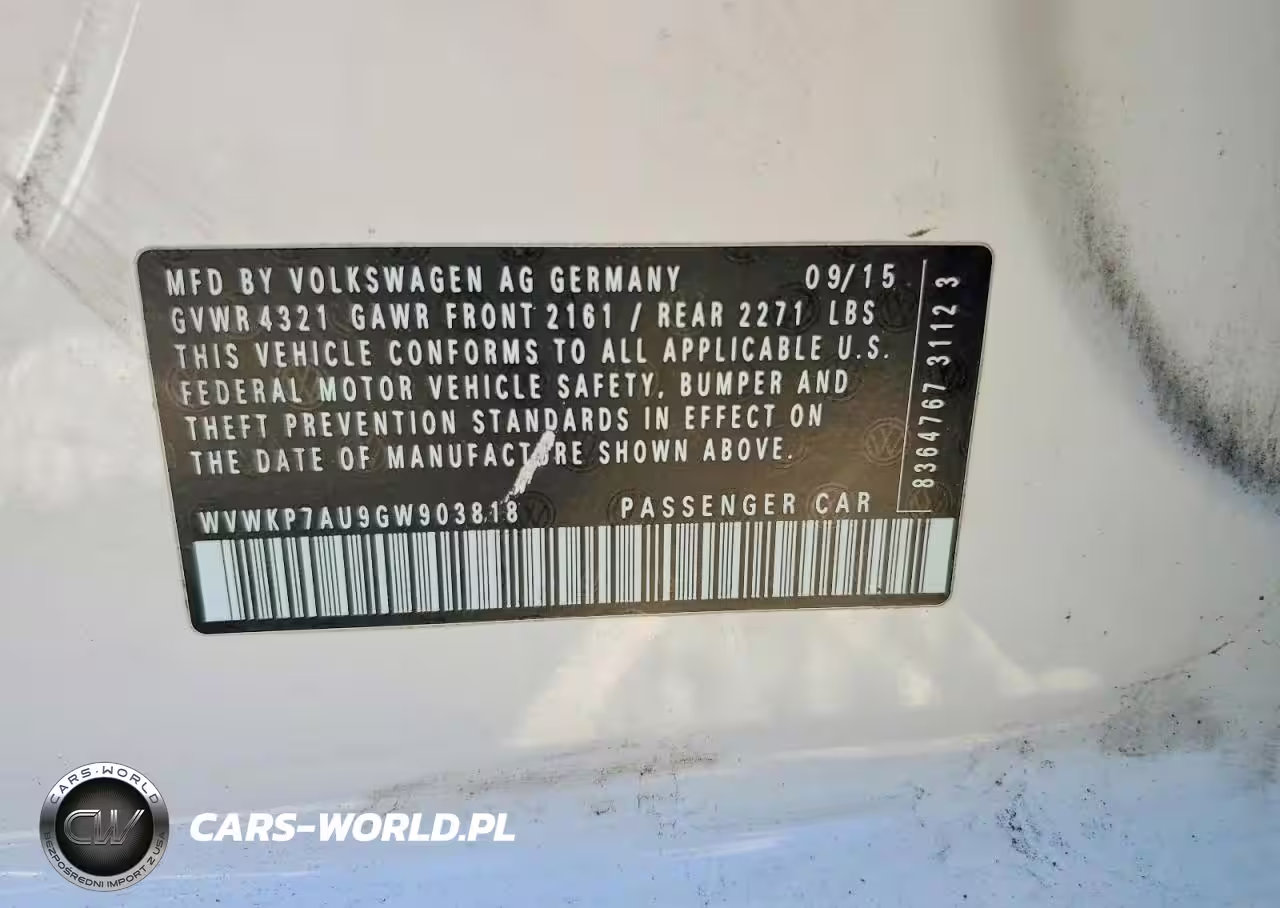 MFD BY VOLKSWAGEN AG GERMANY 09/15
GVWR 4321 GAWR FRONT 2161 / REAR 2271 LBS
THIS VEHICLE CONFORMS TO ALL APPLICABLE U.S.
FEDERAL MOTOR VEHICLE SAFETY, BUMPER AND
THEFT PREVENTION STANDARDS IN EFFECT ON
THE DATE OF MANUFACTURE SHOWN ABOVE.
WVWKP7AU9GW903818 PASSENGER CAR
8364767 3112 3
CARS-WORLD
CW
BEZPOŚREDNI IMPORT Z USA
CARS-WORLD.PL